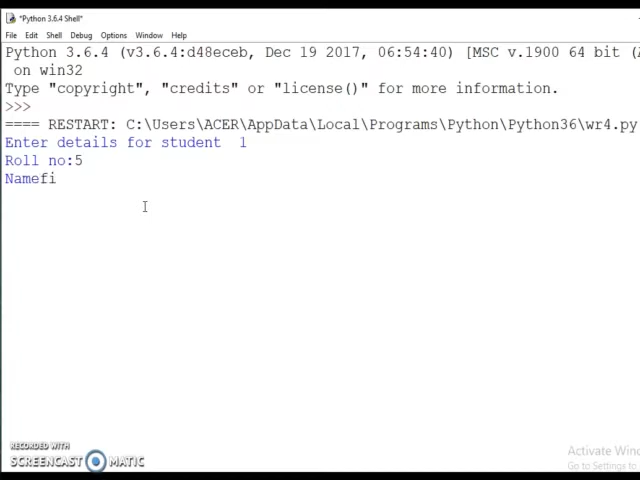 *Python 3.6.4 Shell*
File Edit Shell Debug Options Window Help
Python 3.6.4 (v3.6.4:d48eceb, Dec 19 2017, 06:54:40) [MSC v.1900 64 bit (
on win32
Type "copyright", "credits" or "license()" for more information.
>>>
==== RESTART: C:\Users\ACER\AppData\Local\Programs\Python\Python36\wr4.py
Enter details for student 1
Roll no:5
Namefi
RECORDED WITH
SCREENCAST MATIC
Activate Win
Go to Settings to